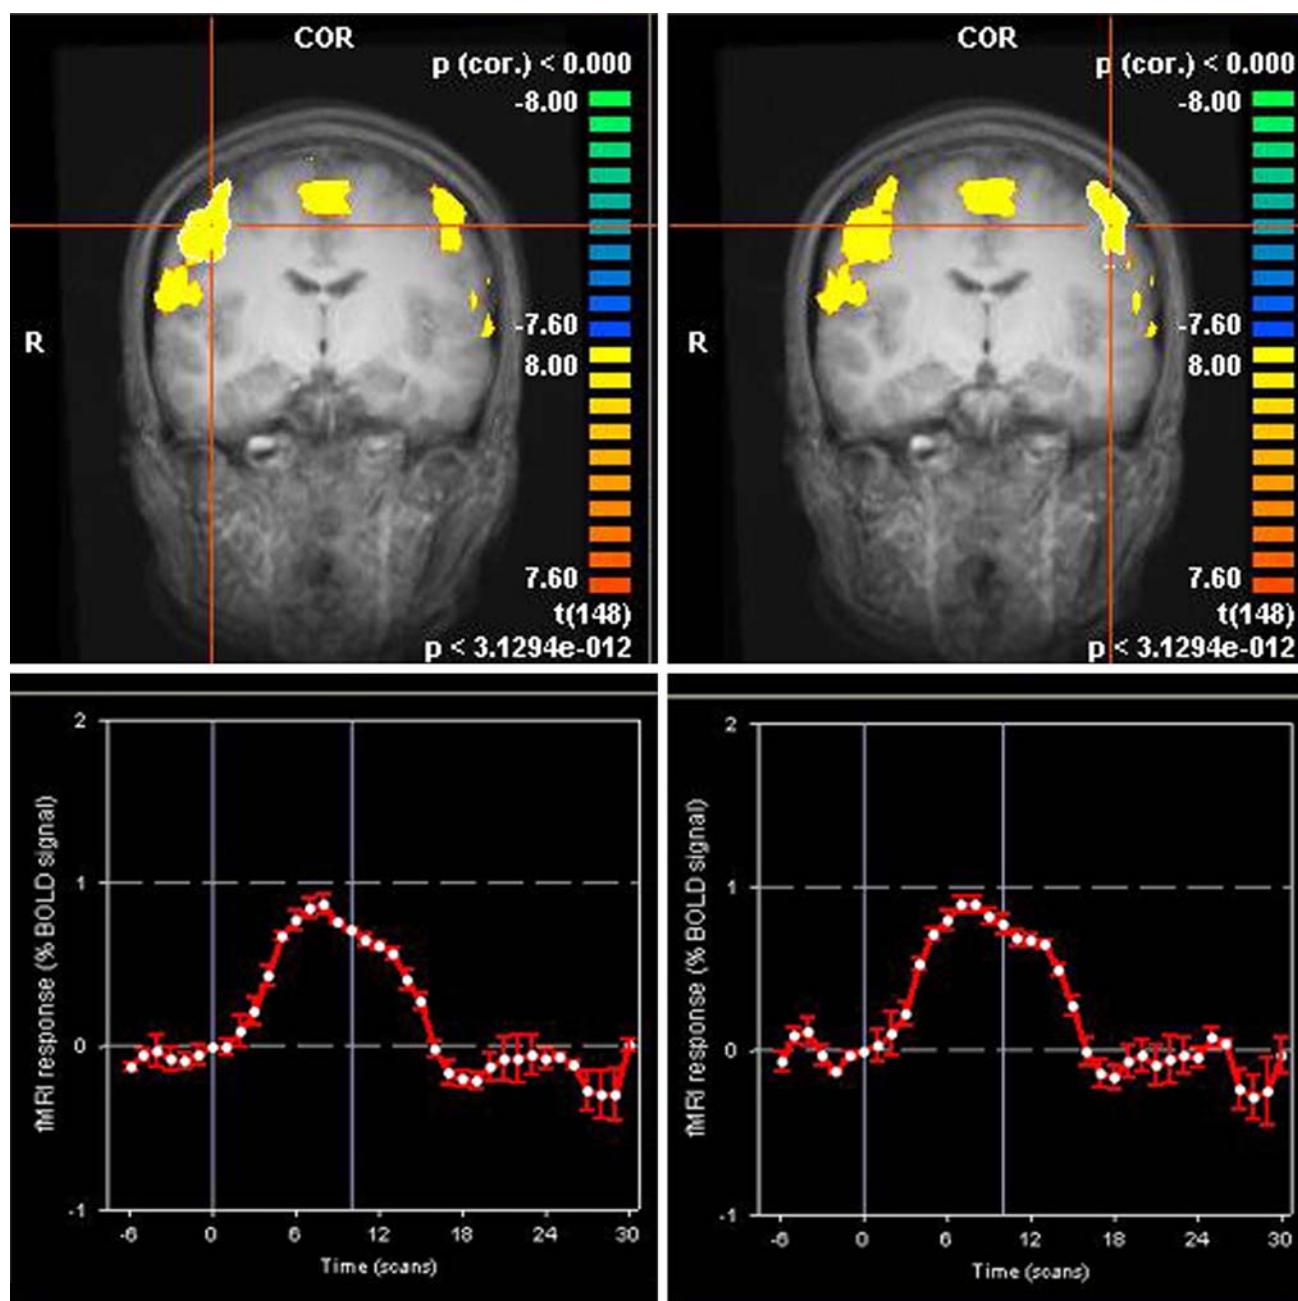 COR
p (cor.) < 0.000
-8.00
-7.60
R
8.00
7.60
t(148)
p < 3.1294e-012
COR
p (cor.) < 0.000
-8.00
-7.60
R
8.00
7.60
t(148)
p < 3.1294e-012
2
1
0
-1
fMRI response (% BOLD signal)
-6 0 6 12 18 24 30
Time (scans)
2
1
0
-1
fMRI response (% BOLD signal)
-6 0 6 12 18 24 30
Time (scans)